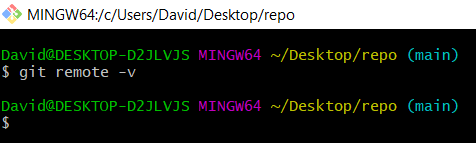 MINGW64:/c/Users/David/Desktop/repo
David@DESKTOP-D2JLVJS MINGW64 ~/Desktop/repo (main)
$ git remote -v
David@DESKTOP-D2JLVJS MINGW64 ~/Desktop/repo (main)
$